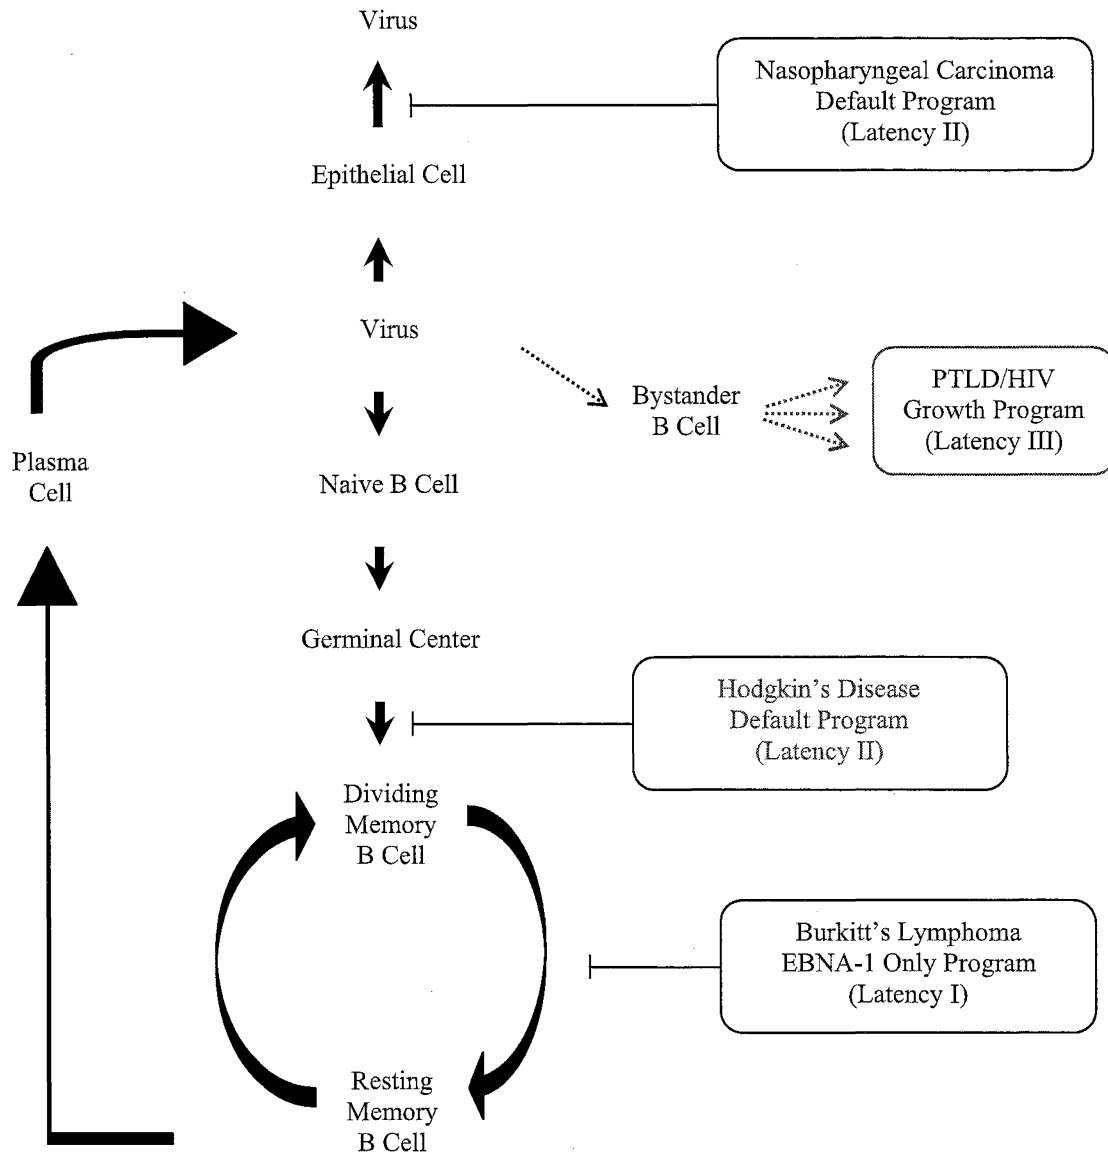 Virus
Nasopharyngeal Carcinoma
Default Program
(Latency II)
Epithelial Cell
Virus
Bystander
B Cell
PTLD/HIV
Growth Program
(Latency III)
Plasma
Cell
Naive B Cell
Germinal Center
Hodgkin's Disease
Default Program
(Latency II)
Dividing
Memory
B Cell
Burkitt's Lymphoma
EBNA-1 Only Program
(Latency I)
Resting
Memory
B Cell